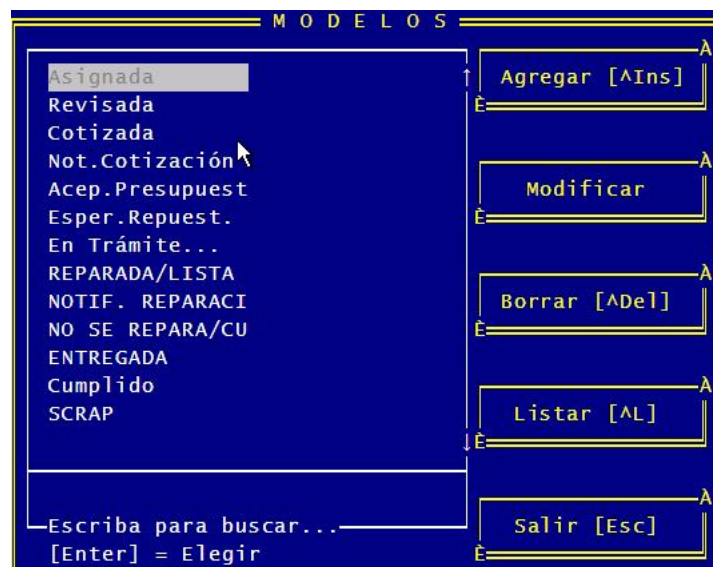 M O D E L O S
Asignada
Revisada
Cotizada
Not.Cotización
Acep.Presupuest
Esper.Repuest.
En Trámite...
REPARADA/LISTA
NOTIF. REPARACI
NO SE REPARA/CU
ENTREGADA
Cumplido
SCRAP
Escriba para buscar...
[Enter] = Elegir
À
Agregar [^Ins]
È
À
Modificar
È
À
Borrar [^Del]
È
À
Listar [^L]
È
À
Salir [Esc]
È